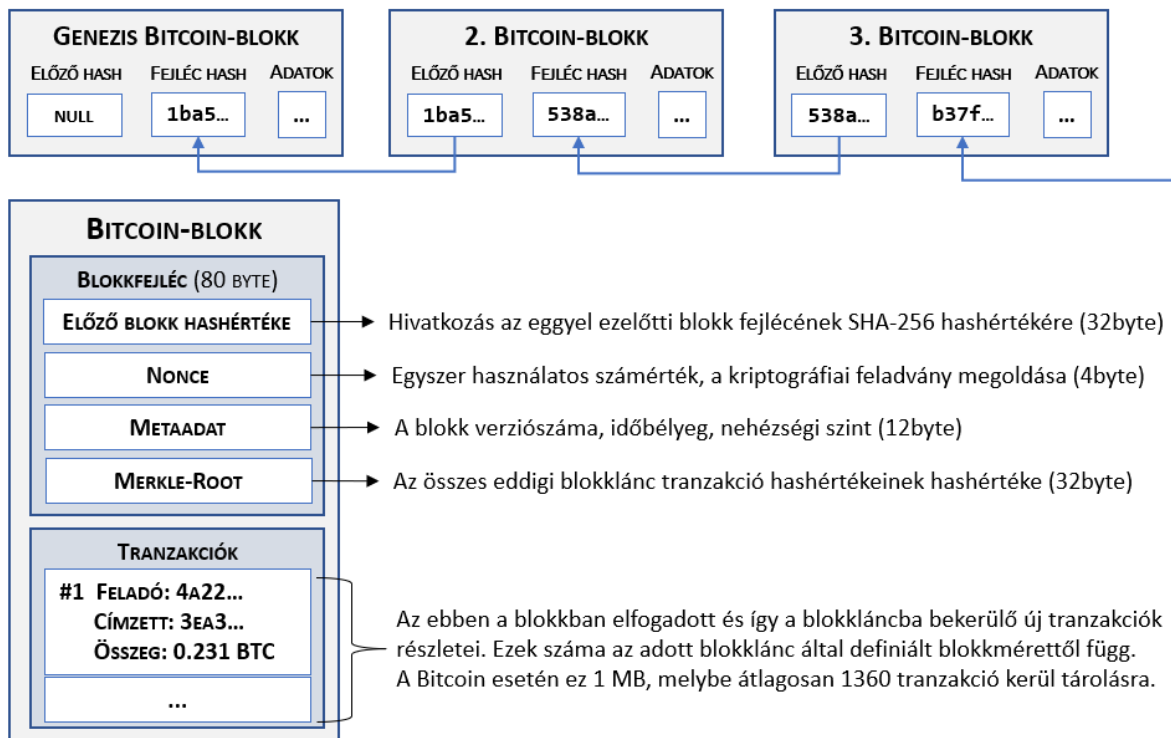 GENEZIS BITCOIN-BLOKK
ELŐZŐ HASH FEJLÉC HASH ADATOK
NULL 1ba5… …
2. BITCOIN-BLOKK
ELŐZŐ HASH FEJLÉC HASH ADATOK
1ba5… 538a… …
3. BITCOIN-BLOKK
ELŐZŐ HASH FEJLÉC HASH ADATOK
538a… b37f… …
BITCOIN-BLOKK
BLOKKFEJLÉC (80 BYTE)
ELŐZŐ BLOKK HASHÉRTÉKE
Hivatkozás az eggyel ezelőtti blokk fejlécének SHA-256 hashértékére (32byte)
NONCE
Egyszer használatos számérték, a kriptográfiai feladvány megoldása (4byte)
METAADAT
A blokk verziószáma, időbélyeg, nehézségi szint (12byte)
MERKLE-ROOT
Az összes eddigi blokklánc tranzakció hashértékeinek hashértéke (32byte)
TRANZAKCIÓK
#1 FELADÓ: 4A22…
CÍMZETT: 3EA3…
ÖSSZEG: 0.231 BTC
…
Az ebben a blokkban elfogadott és így a blokkláncba bekerülő új tranzakciók
részletei. Ezek száma az adott blokklánc által definiált blokkmérettől függ.
A Bitcoin esetén ez 1 MB, melybe átlagosan 1360 tranzakció kerül tárolásra.